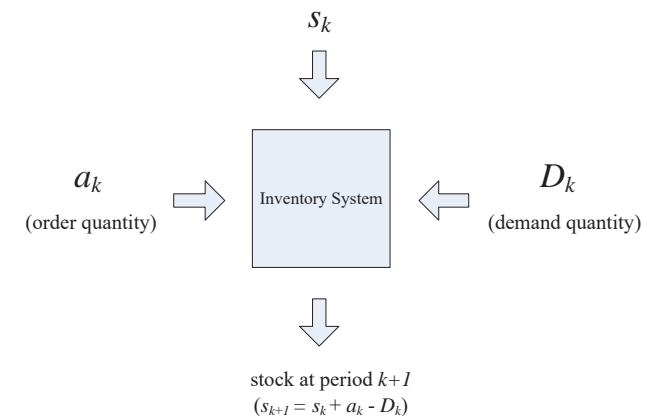 s_k
a_k
(order quantity)
Inventory System
D_k
(demand quantity)
stock at period k+1
(s_{k+1} = s_k + a_k - D_k)